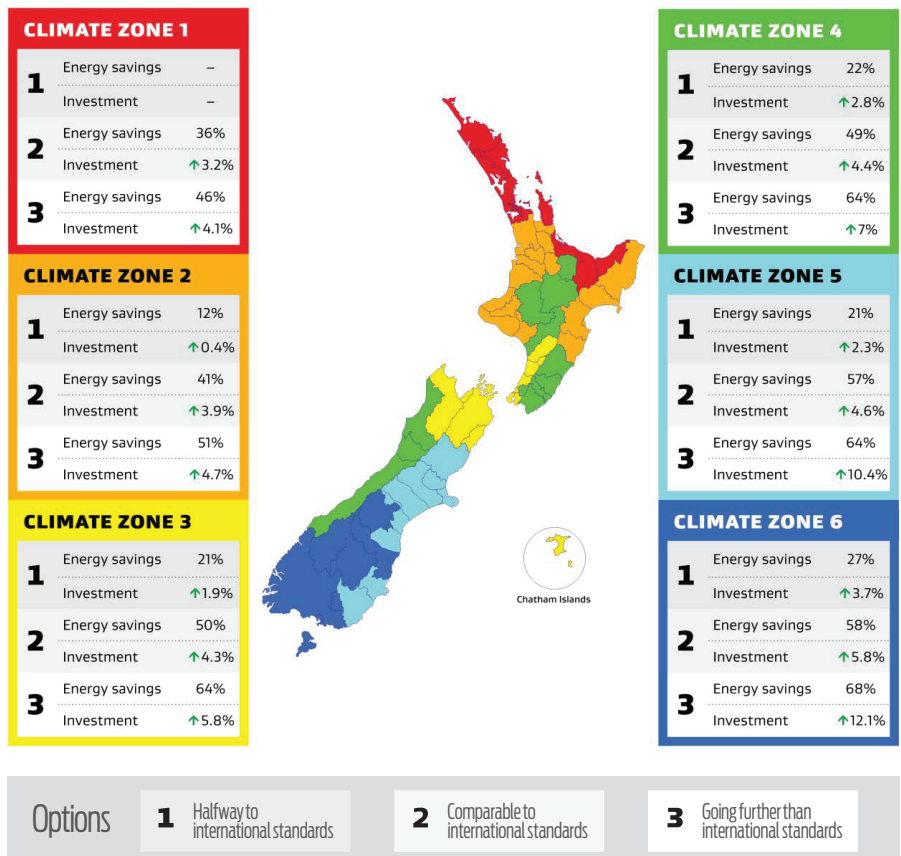 CLIMATE ZONE 1
1
Energy savings –
Investment –
2
Energy savings 36%
Investment ↑3.2%
3
Energy savings 46%
Investment ↑4.1%
CLIMATE ZONE 2
1
Energy savings 12%
Investment ↑0.4%
2
Energy savings 41%
Investment ↑3.9%
3
Energy savings 51%
Investment ↑4.7%
CLIMATE ZONE 3
1
Energy savings 21%
Investment ↑1.9%
2
Energy savings 50%
Investment ↑4.3%
3
Energy savings 64%
Investment ↑5.8%
Chatham Islands
CLIMATE ZONE 4
1
Energy savings 22%
Investment ↑2.8%
2
Energy savings 49%
Investment ↑4.4%
3
Energy savings 64%
Investment ↑7%
CLIMATE ZONE 5
1
Energy savings 21%
Investment ↑2.3%
2
Energy savings 57%
Investment ↑4.6%
3
Energy savings 64%
Investment ↑10.4%
CLIMATE ZONE 6
1
Energy savings 27%
Investment ↑3.7%
2
Energy savings 58%
Investment ↑5.8%
3
Energy savings 68%
Investment ↑12.1%
Options
1
Halfway to
international standards
2
Comparable to
international standards
3
Going further than
international standards